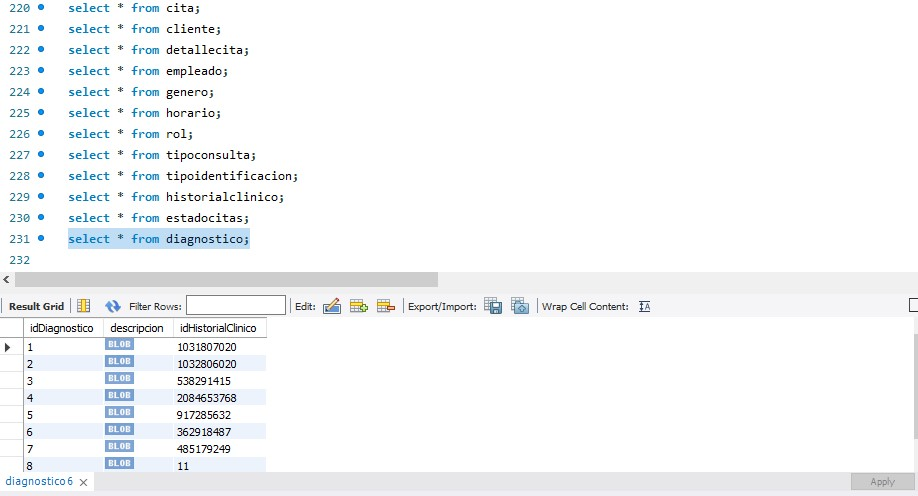 220 select * from cita;
221 select * from cliente;
222 select * from detallecita;
223 select * from empleado;
224 select * from genero;
225 select * from horario;
226 select * from rol;
227 select * from tipoconsulta;
228 select * from tipoidentificacion;
229 select * from historialclinico;
230 select * from estadocitas;
231 select * from diagnostico;
232
Result Grid Filter Rows: Edit: Export/Import: Wrap Cell Content: IA
idDiagnostico descripcion idHistorialClinico
1 BLOB 1031807020
2 BLOB 1032806020
3 BLOB 538291415
4 BLOB 2084653768
5 BLOB 917285632
6 BLOB 362918487
7 BLOB 485179249
8 BLOB 11
diagnostico 6 Apply